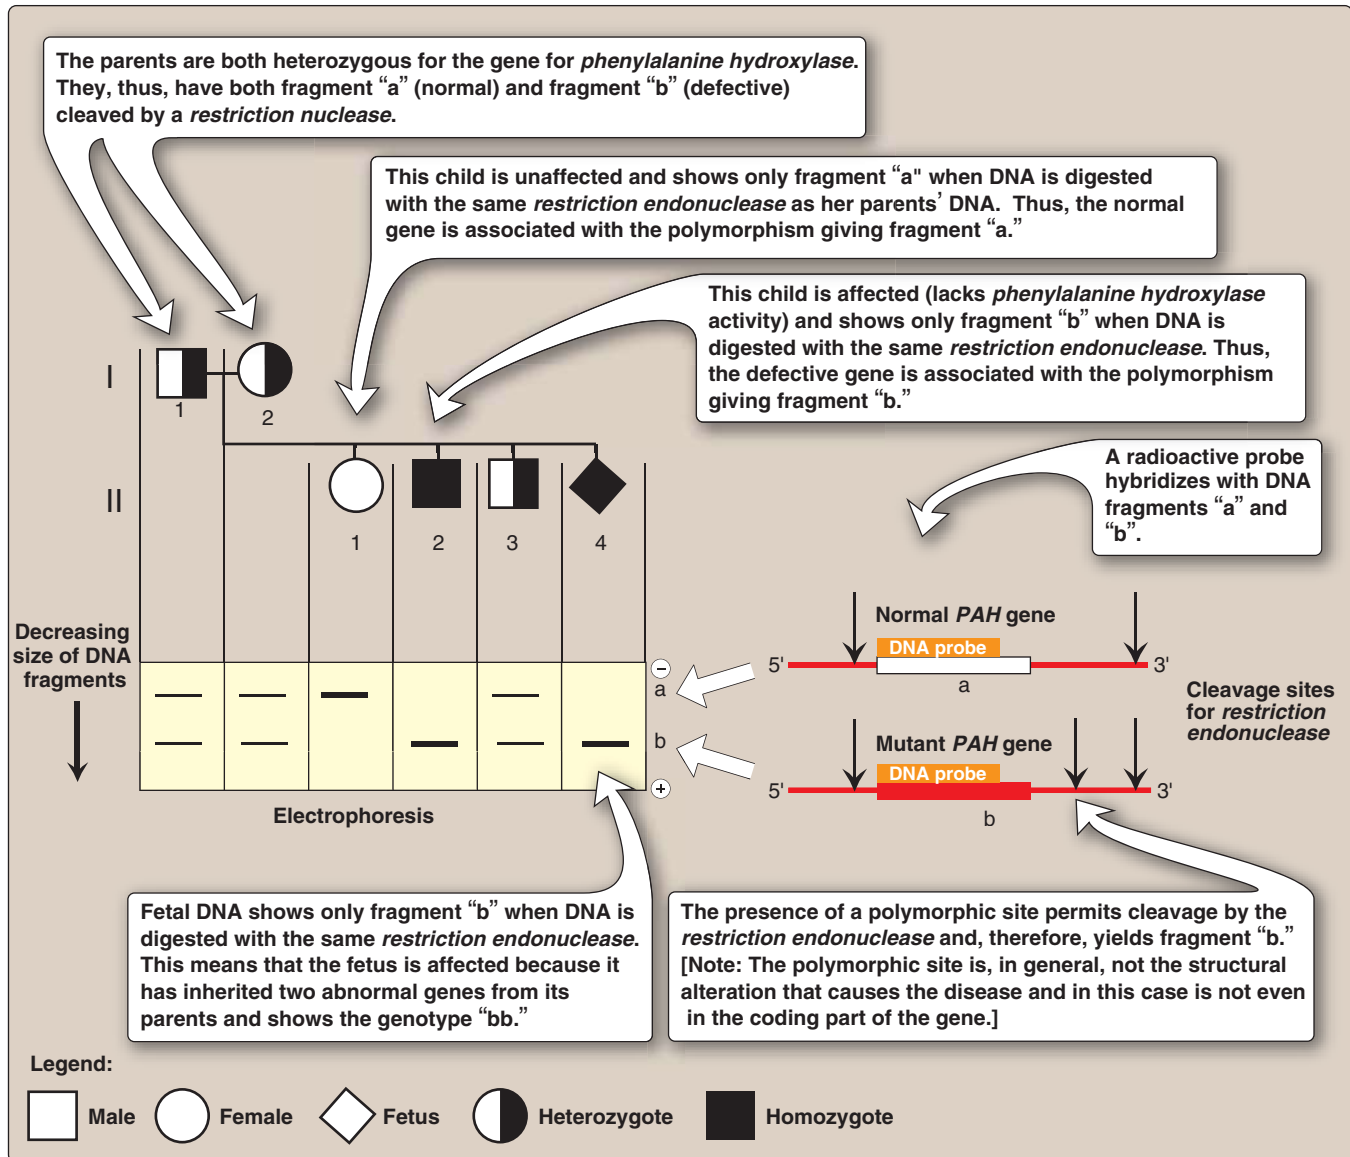 The parents are both heterozygous for the gene for phenylalanine hydroxylase.
They, thus, have both fragment “a” (normal) and fragment “b” (defective)
cleaved by a restriction nuclease.
This child is unaffected and shows only fragment “a" when DNA is digested
with the same restriction endonuclease as her parents’ DNA. Thus, the normal
gene is associated with the polymorphism giving fragment “a.”
This child is affected (lacks phenylalanine hydroxylase
activity) and shows only fragment “b” when DNA is
digested with the same restriction endonuclease. Thus,
the defective gene is associated with the polymorphism
giving fragment “b.”
A radioactive probe
hybridizes with DNA
fragments “a” and
“b”.
I
1
2
II
1
2
3
4
Decreasing
size of DNA
fragments
−
a
b
+
Electrophoresis
Normal PAH gene
DNA probe
5'
3'
a
Mutant PAH gene
DNA probe
5'
3'
b
Cleavage sites
for restriction
endonuclease
Fetal DNA shows only fragment “b” when DNA is
digested with the same restriction endonuclease.
This means that the fetus is affected because it
has inherited two abnormal genes from its
parents and shows the genotype “bb.”
The presence of a polymorphic site permits cleavage by the
restriction endonuclease and, therefore, yields fragment “b.”
[Note: The polymorphic site is, in general, not the structural
alteration that causes the disease and in this case is not even
in the coding part of the gene.]
Legend:
Male
Female
Fetus
Heterozygote
Homozygote